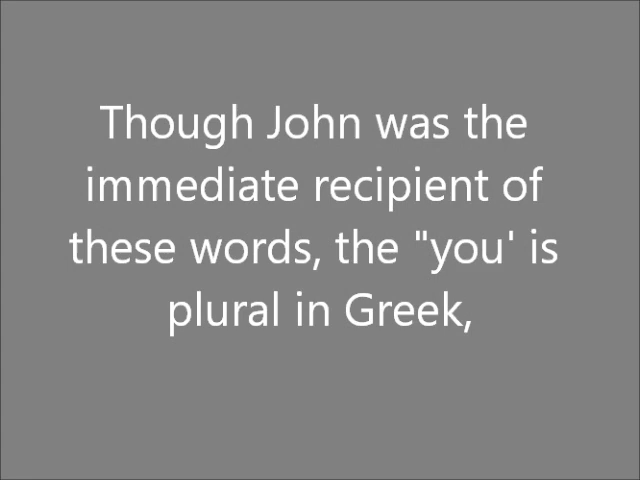 Though John was the
immediate recipient of
these words, the "you' is
plural in Greek,